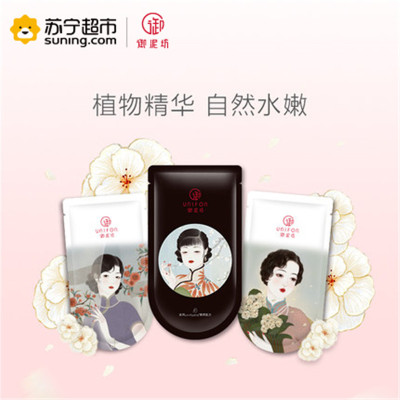 苏宁超市
suning.com
御泥坊
植物精华 自然水嫩
unifon
御泥坊
unifon
御泥坊
unifon
御泥坊